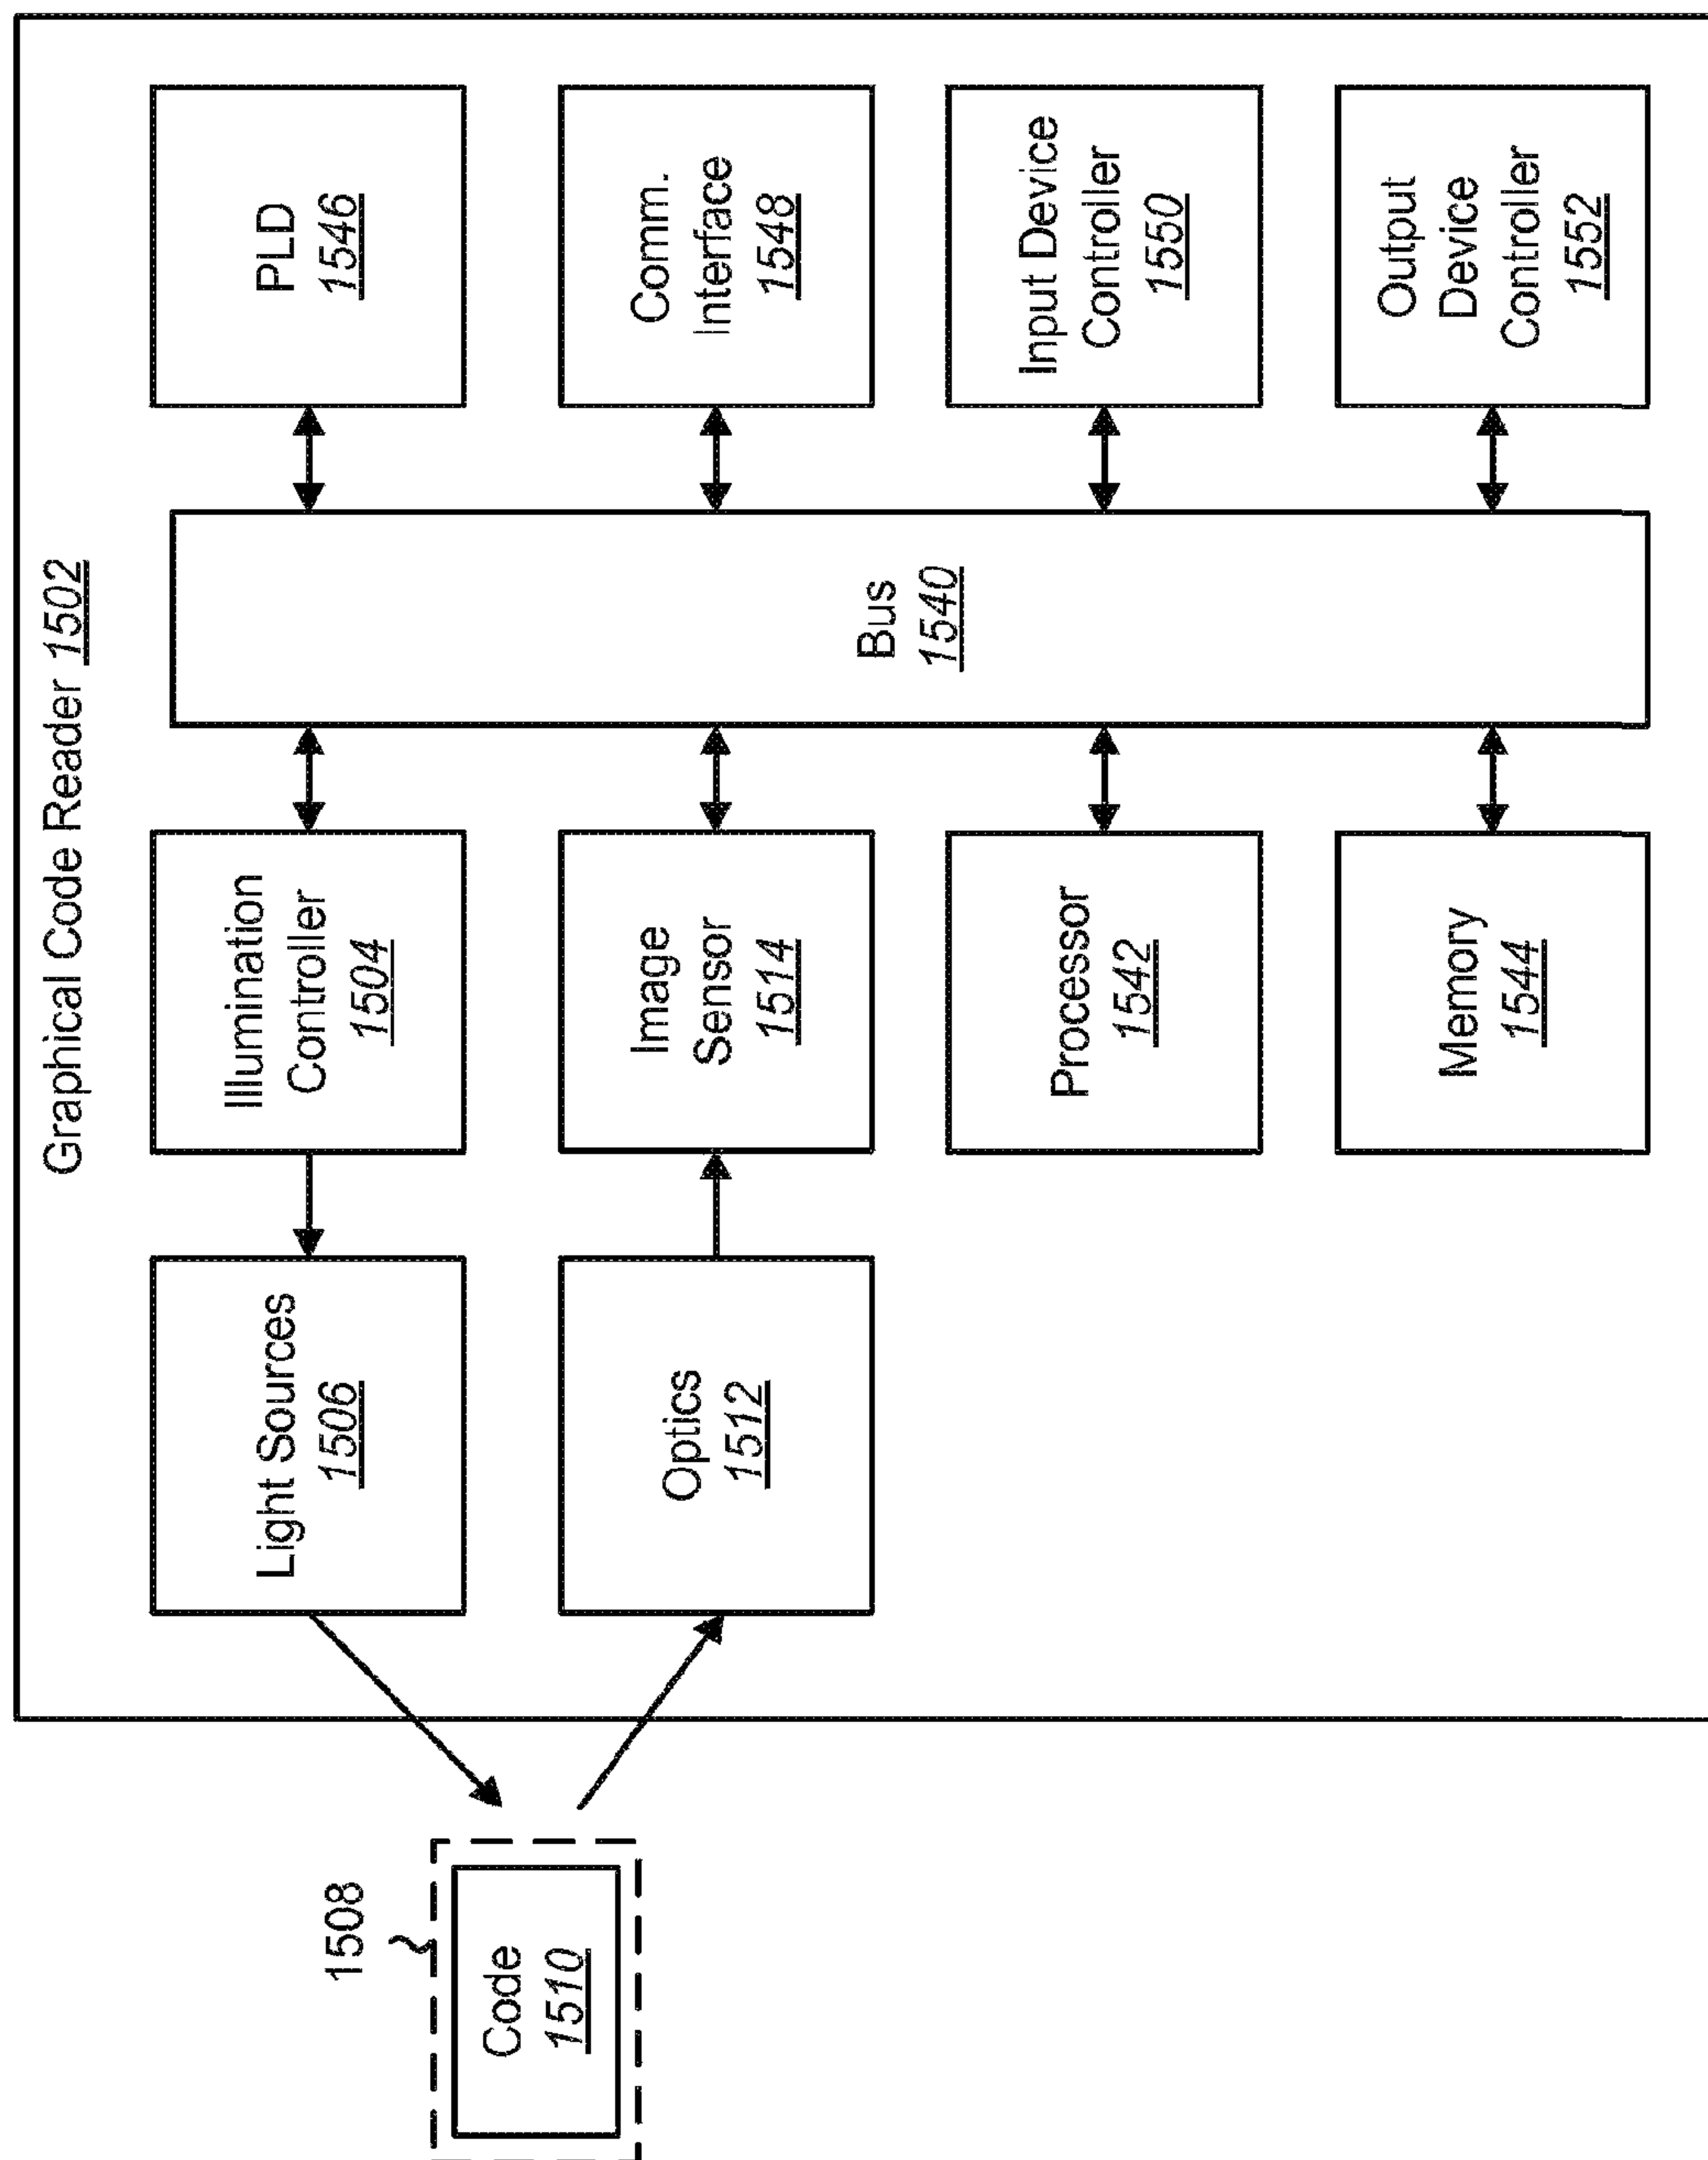 Graphical Code Reader 1502
Light Sources
1506
Illumination
Controller
1504
PLD
1546
1508
Code
1510
Optics
1512
Image
Sensor
1514
Bus
1540
Comm.
Interface
1548
Processor
1542
Input Device
Controller
1550
Memory
1544
Output
Device
Controller
1552